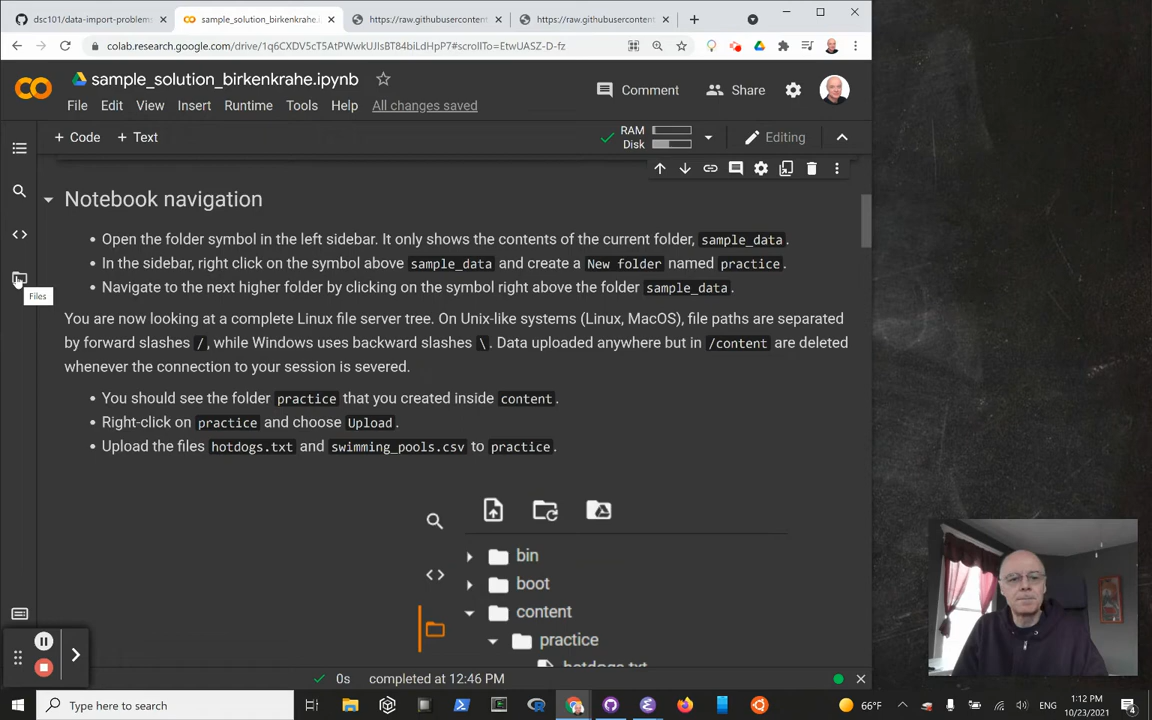 dsc101/data-import-problems
sample_solution_birkenkrahe.ip
https://raw.githubusercontent
https://raw.githubusercontent
colab.research.google.com/drive/1q6CXDV5cT5AtPWwkUJIsBT84biLdHpP7#scrollTo=EtwUASZ-D-fz
sample_solution_birkenkrahe.ipynb
Comment
Share
File Edit View Insert Runtime Tools Help All changes saved
+ Code + Text
RAM
Disk
Editing
Notebook navigation
• Open the folder symbol in the left sidebar. It only shows the contents of the current folder, sample_data.
• In the sidebar, right click on the symbol above sample_data and create a New folder named practice.
Files
• Navigate to the next higher folder by clicking on the symbol right above the folder sample_data.
You are now looking at a complete Linux file server tree. On Unix-like systems (Linux, MacOS), file paths are separated
by forward slashes /, while Windows uses backward slashes \. Data uploaded anywhere but in /content are deleted
whenever the connection to your session is severed.
• You should see the folder practice that you created inside content.
• Right-click on practice and choose Upload.
• Upload the files hotdogs.txt and swimming_pools.csv to practice.
bin
boot
content
practice
hotdogs.txt
0s completed at 12:46 PM
Type here to search
66°F
ENG
1:12 PM
10/23/2021
4